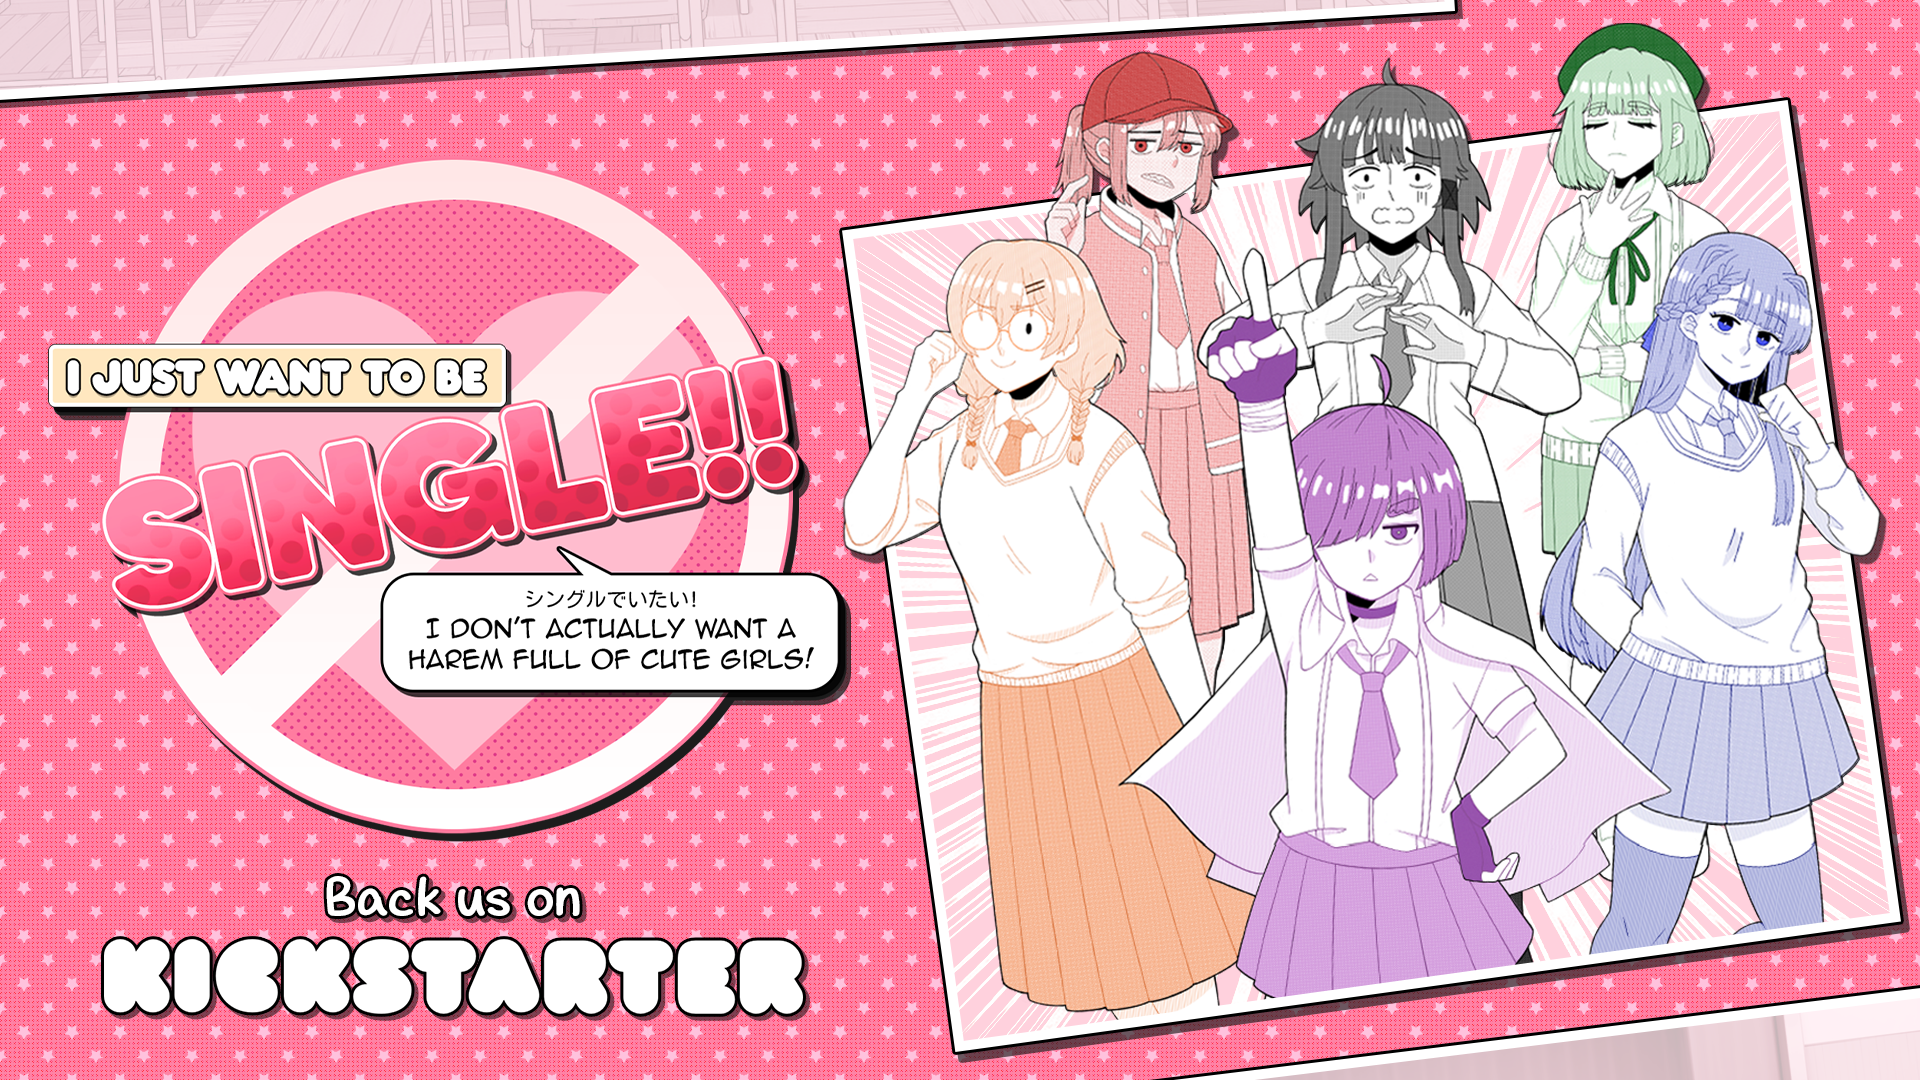 I JUST WANT TO BE
SINGLE!!
シングルでいたい!
I DON'T ACTUALLY WANT A
HAREM FULL OF CUTE GIRLS!
Back us on
KICKSTARTER